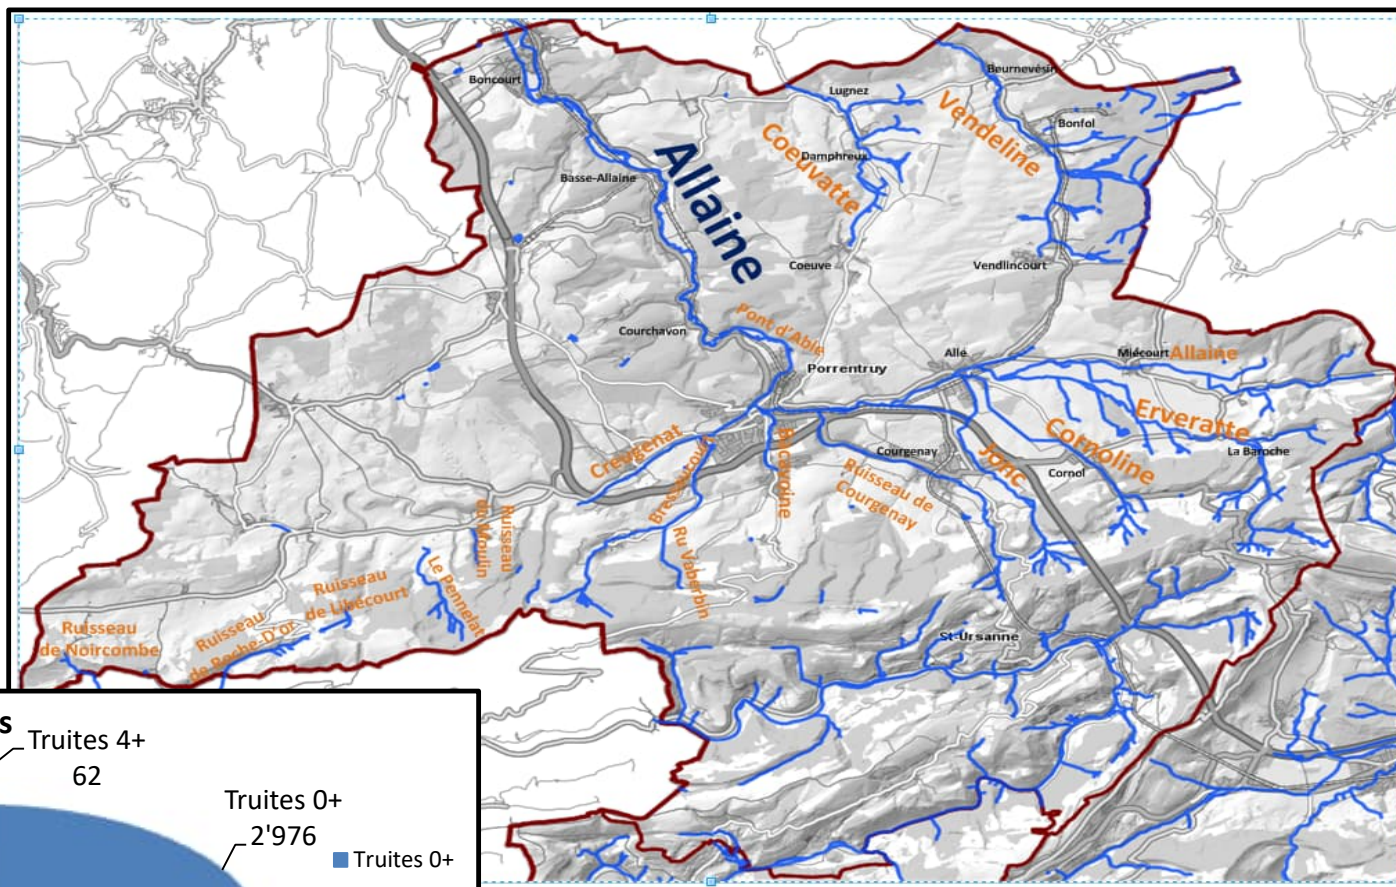 Boncourt
Beurnevésin
Lugnez
Bonfol
Vendeline
Coeuvatte
Damphreux
Allaine
Basse-Allaine
Coeuve
Vendlincourt
Pont d'Able
Courchavon
Alle
Miécourt
Allaine
Porrentruy
Erveratte
Cornoline
Creugenat
Bacavoine
Courgenay
Jonc
Cornol
La Baroche
Ruisseau de
Courgenay
Ruisseau
du Moulin
Ru Vaberbin
Le Pennelat
Ruisseau
de Libécourt
Ruisseau
de Roche-D'or
Ruisseau
de Noircombe
St-Ursanne
s
Truites 4+
62
Truites 0+
2'976
Truites 0+